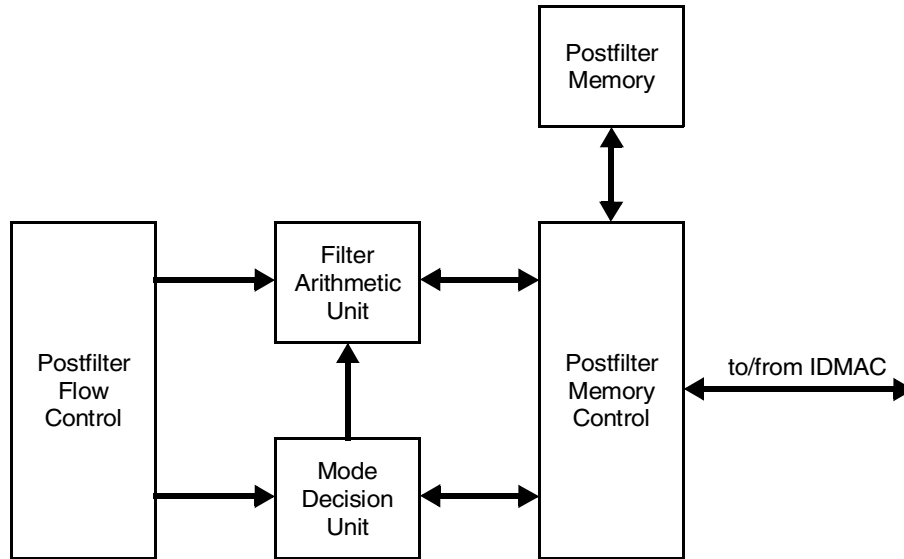 Postfilter
Memory
Filter
Arithmetic
Unit
Postfilter
Flow
Control
Postfilter
Memory
Control
to/from IDMAC
Mode
Decision
Unit